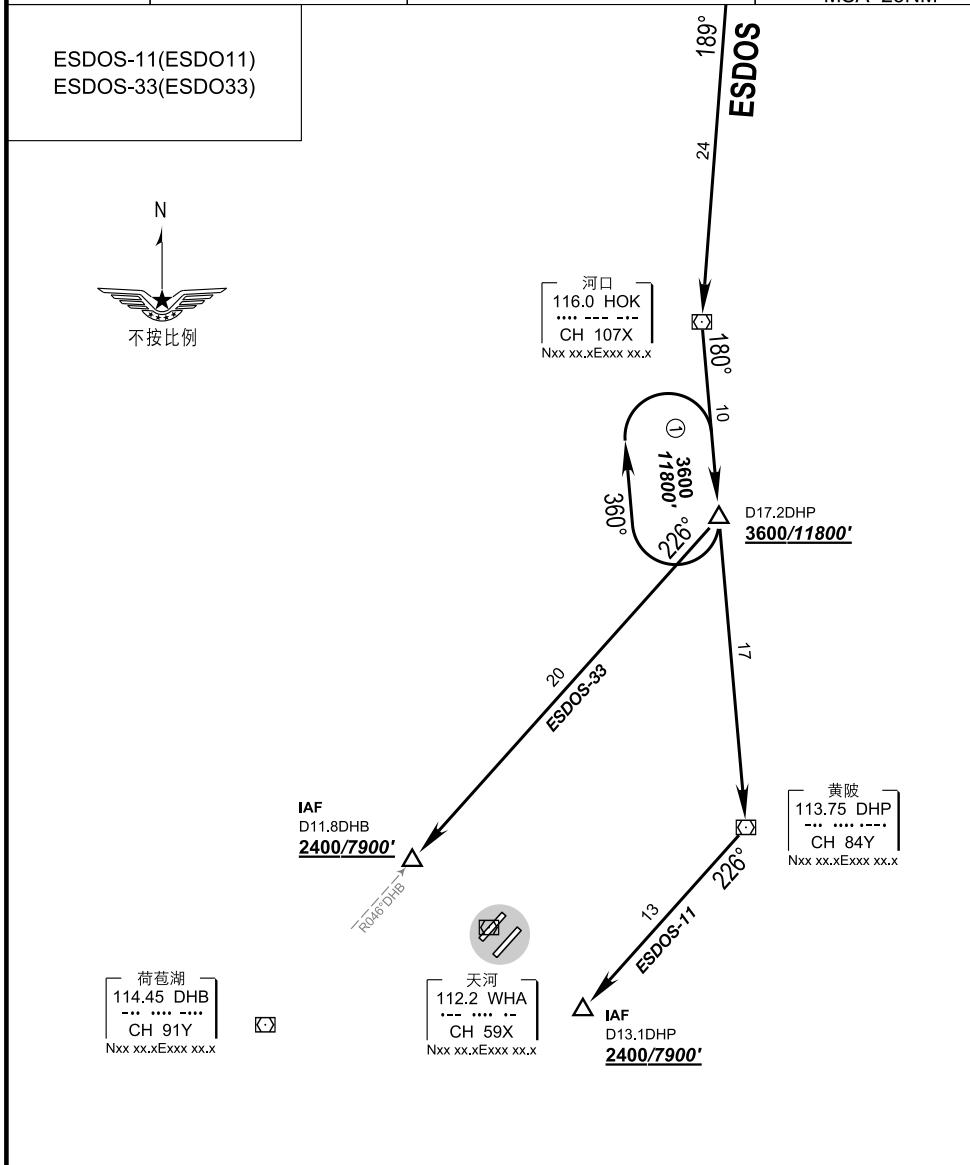 MSA 25NM
ESDOS-11(ESDO11)
ESDOS-33(ESDO33)
N
不按比例
189°
ESDOS
24
河口
116.0 HOK
CH 107X
Nxx xx.xExxx xx.x
180°
10
①
3600
11800'
360°
226°
D17.2DHP
3600/11800'
17
20
ESDOS-33
IAF
D11.8DHB
2400/7900'
R046°DHB
黄陂
113.75 DHP
CH 84Y
Nxx xx.xExxx xx.x
226°
13
ESDOS-11
荷苞湖
114.45 DHB
CH 91Y
Nxx xx.xExxx xx.x
天河
112.2 WHA
CH 59X
Nxx xx.xExxx xx.x
IAF
D13.1DHP
2400/7900'